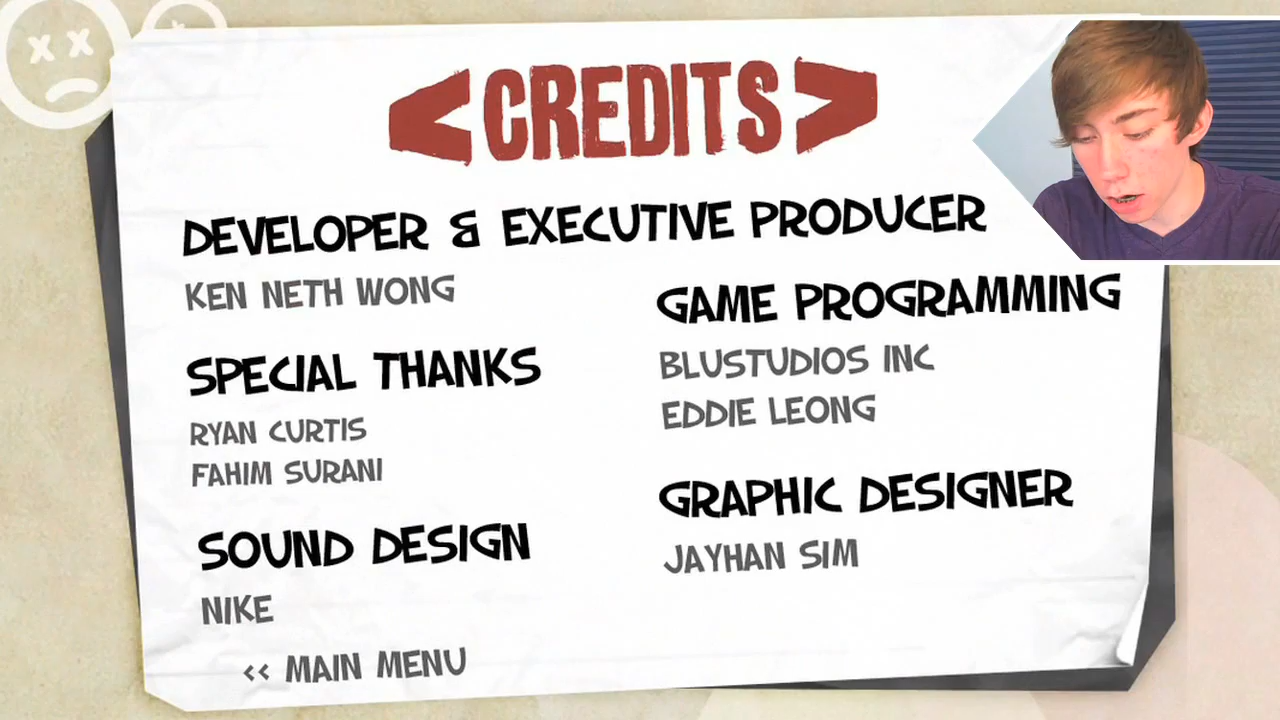 <CREDITS>
DEVELOPER & EXECUTIVE PRODUCER
KEN NETH WONG
SPECIAL THANKS
RYAN CURTIS
FAHIM SURANI
SOUND DESIGN
NIKE
<< MAIN MENU
GAME PROGRAMMING
BLUSTUDIOS INC
EDDIE LEONG
GRAPHIC DESIGNER
JAYHAN SIM